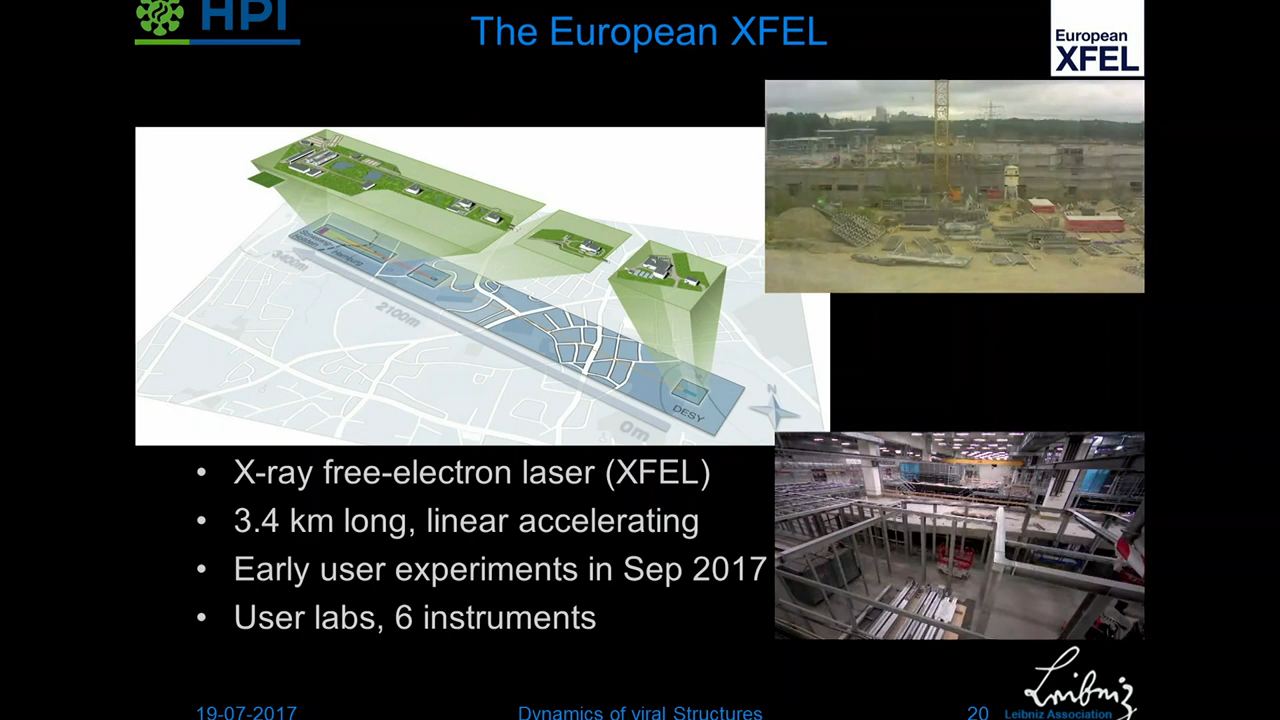 HPI
The European XFEL
European
XFEL
3400m
2100m
0m
DESY
N
• X-ray free-electron laser (XFEL)
• 3.4 km long, linear accelerating
• Early user experiments in Sep 2017
• User labs, 6 instruments
Leibniz
Leibniz Association
19-07-2017
Dynamics of viral Structures
20